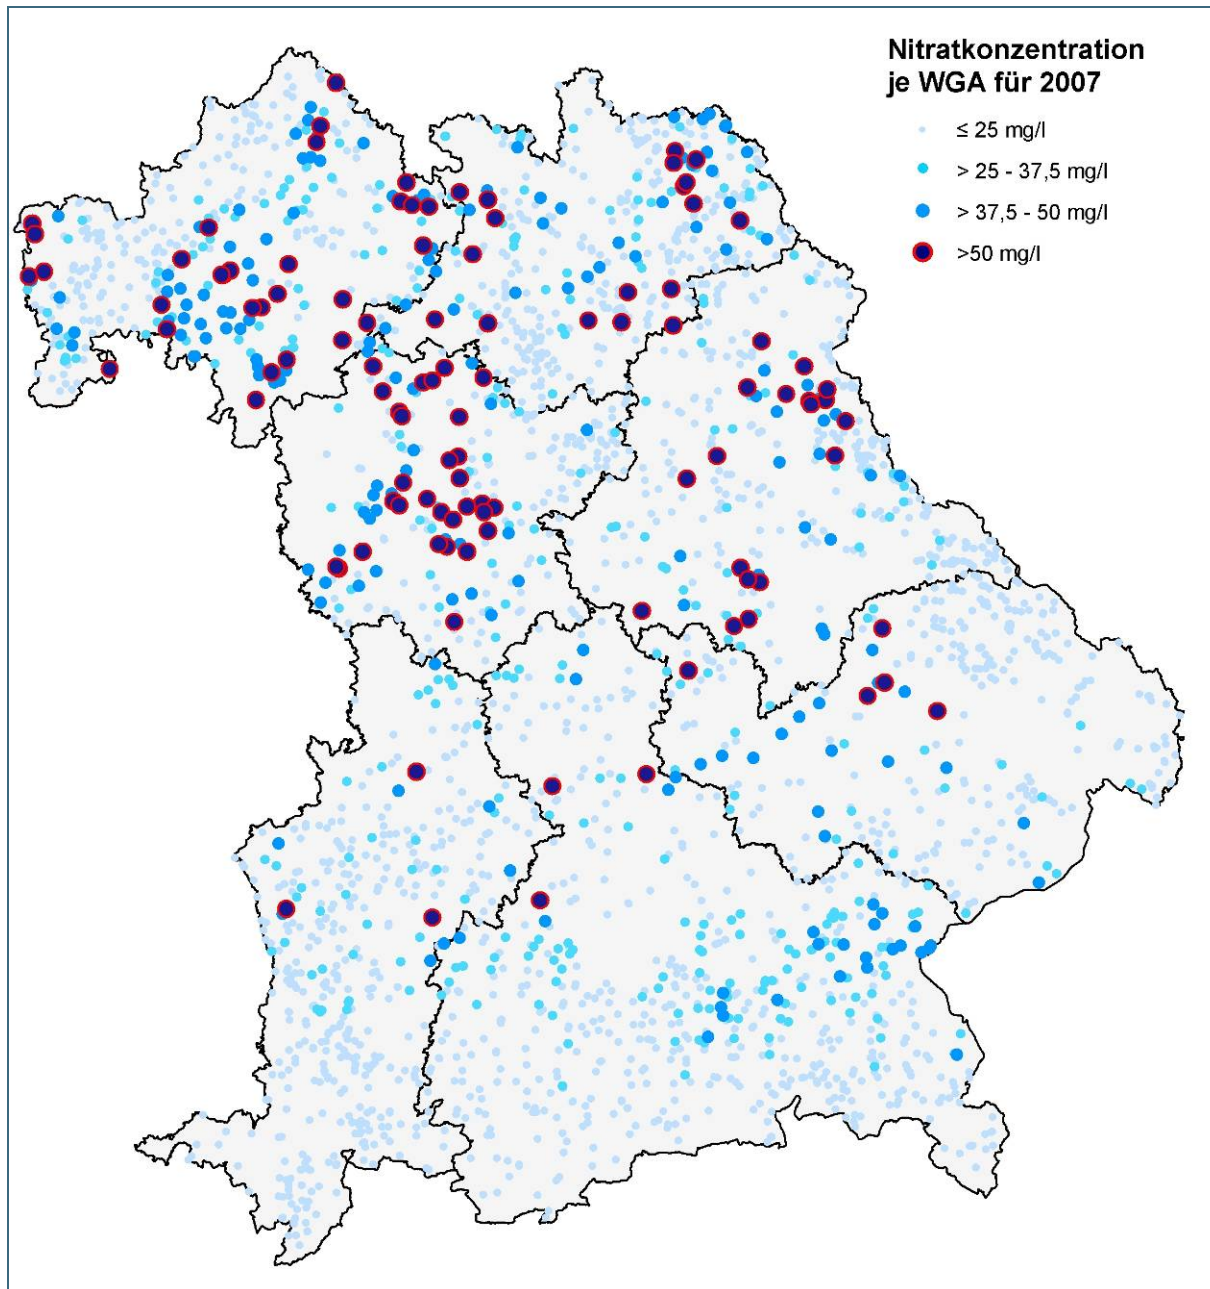 Nitratkonzentration
je WGA für 2007
≤ 25 mg/l
> 25 - 37,5 mg/l
> 37,5 - 50 mg/l
>50 mg/l